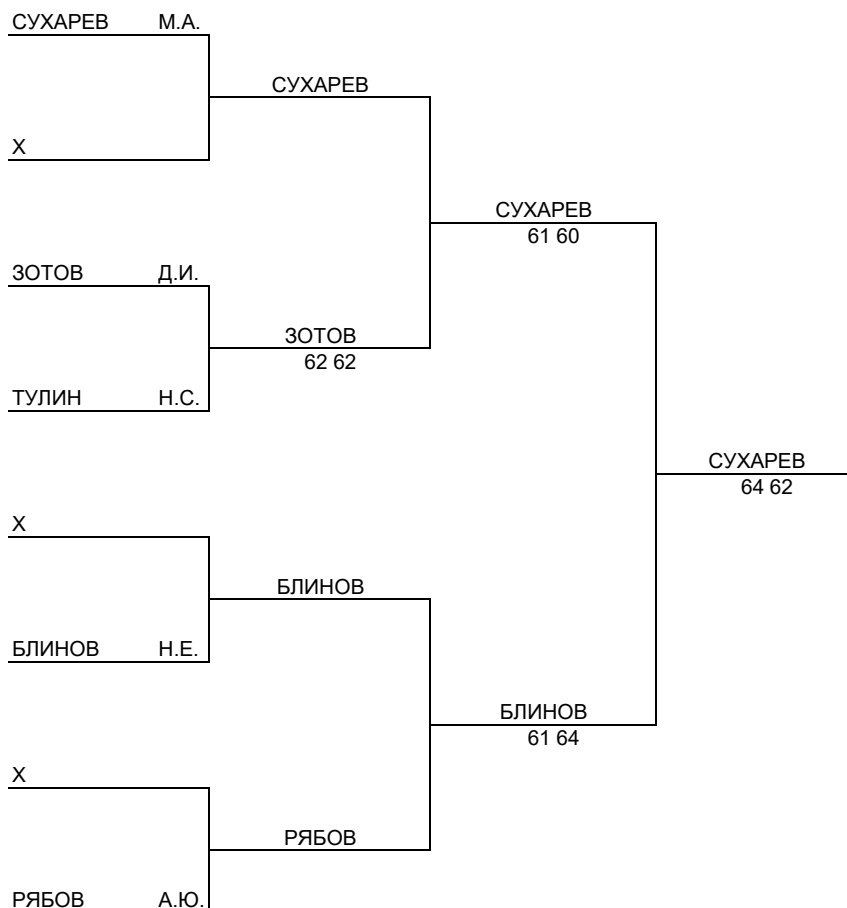 СУХАРЕВ М.А.
СУХАРЕВ
Х
СУХАРЕВ
61 60
ЗОТОВ Д.И.
ЗОТОВ
62 62
ТУЛИН Н.С.
СУХАРЕВ
64 62
Х
БЛИНОВ
БЛИНОВ Н.Е.
БЛИНОВ
61 64
Х
РЯБОВ
РЯБОВ А.Ю.